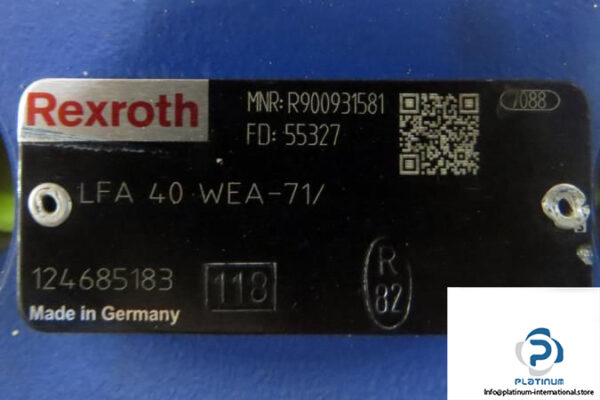 Rexroth
MNR: R900931581
FD: 55327
7088
LFA 40 WEA-71/
124685183
118
R
82
Made in Germany
PLATINUM
Info@platinum-international.store